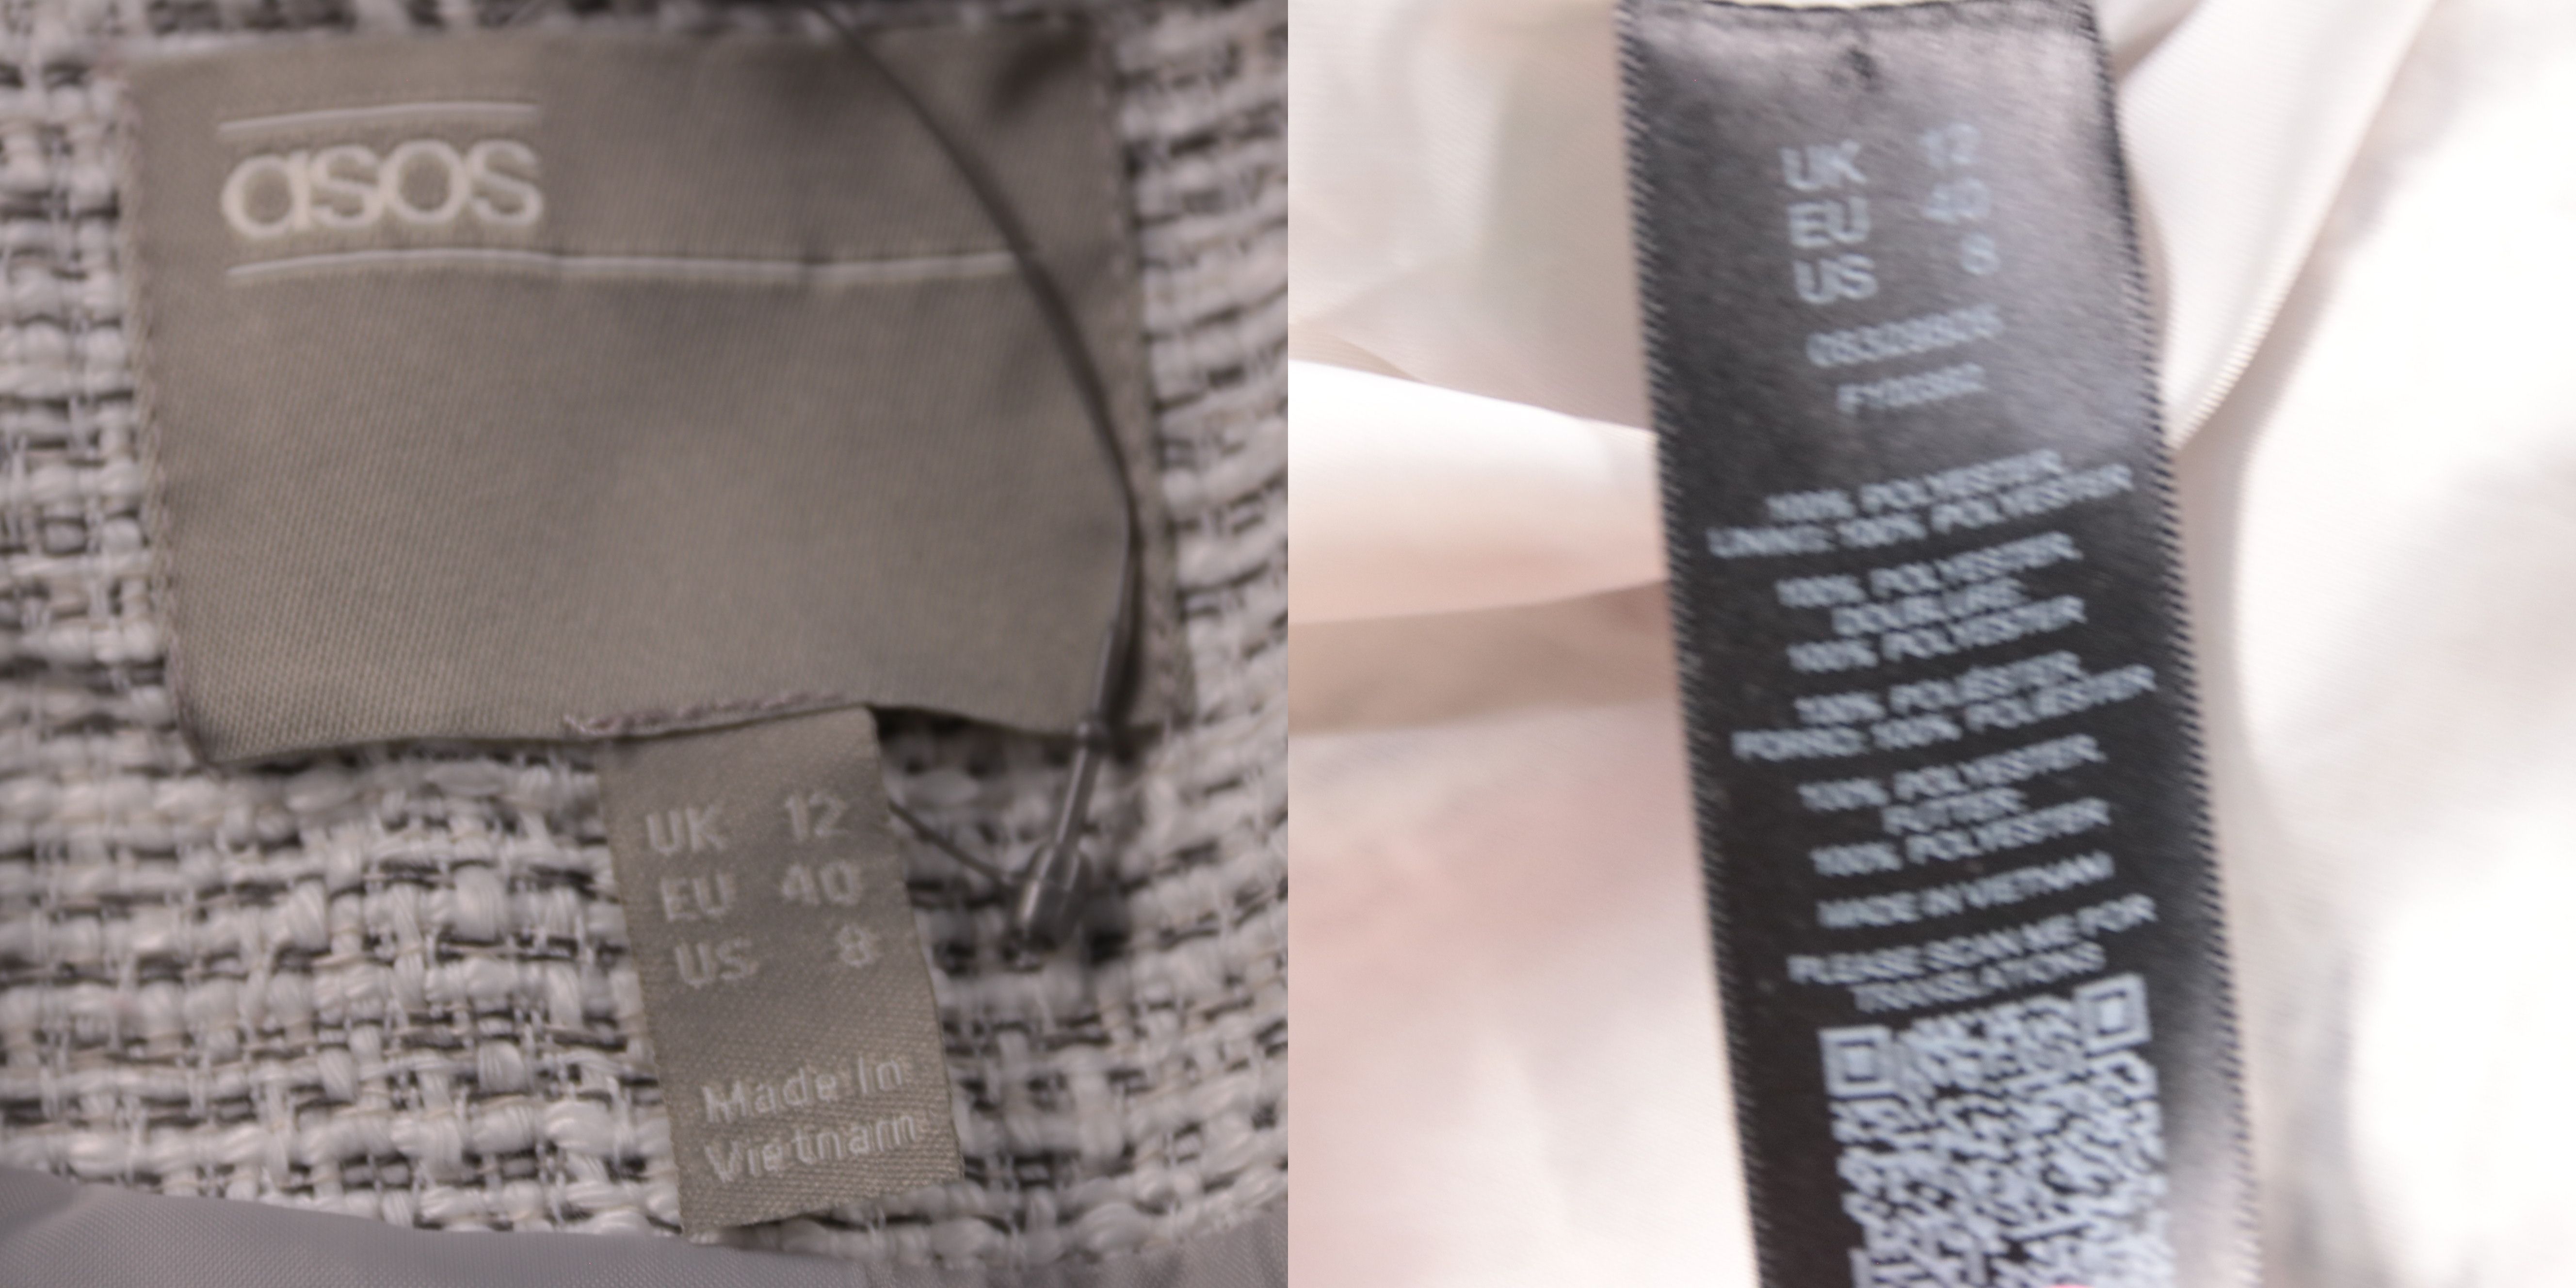 asos
UK 12
EU 40
US 8
Made In
Vietnam
UK 12
EU 40
US 8
100% POLYESTER
LINING: 100% POLYESTER
100% POLYESTER,
DOUBLURE:
100% POLYESTER
100% POLIÉSTER,
FORRO: 100% POLIÉSTER
100% POLYESTER,
FUTTER:
100% POLYESTER
MADE IN VIETNAM
PLEASE SCAN ME FOR
TRANSLATIONS